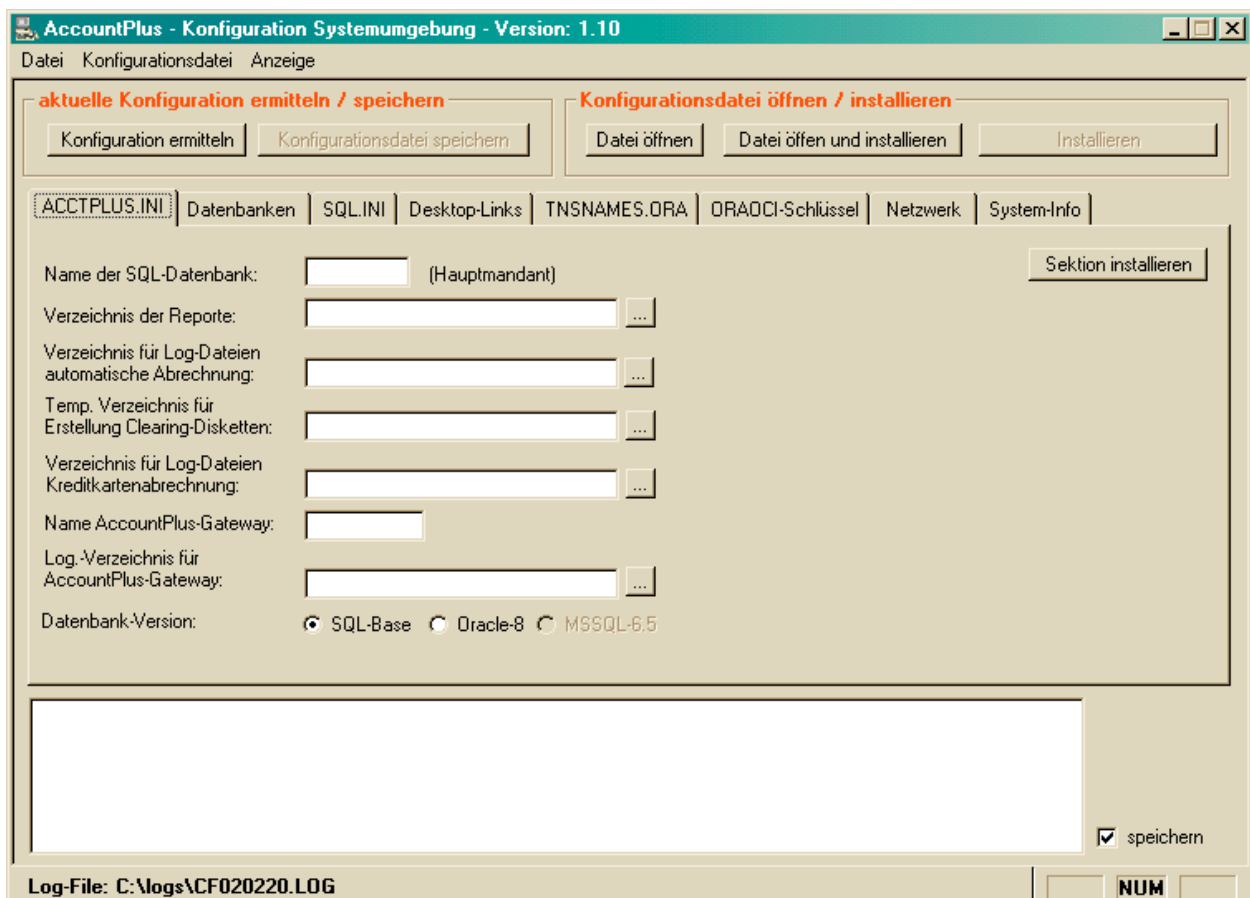 AccountPlus - Konfiguration Systemumgebung - Version: 1.10
Datei Konfigurationsdatei Anzeige
aktuelle Konfiguration ermitteln / speichern
Konfigurationsdatei öffnen / installieren
Konfiguration ermitteln
Konfigurationsdatei speichern
Datei öffnen
Datei öffen und installieren
Installieren
ACCTPLUS.INI
Datenbanken
SQL.INI
Desktop-Links
TNSNAMES.ORA
ORAOCI-Schlüssel
Netzwerk
System-Info
Name der SQL-Datenbank:
(Hauptmandant)
Sektion installieren
Verzeichnis der Reporte:
...
Verzeichnis für Log-Dateien
automatische Abrechnung:
...
Temp. Verzeichnis für
Erstellung Clearing-Disketten:
...
Verzeichnis für Log-Dateien
Kreditkartenabrechnung:
...
Name AccountPlus-Gateway:
Log.-Verzeichnis für
AccountPlus-Gateway:
...
Datenbank-Version:
SQL-Base
Oracle-8
MSSQL-6.5
speichern
Log-File: C:\logs\CF020220.LOG
NUM